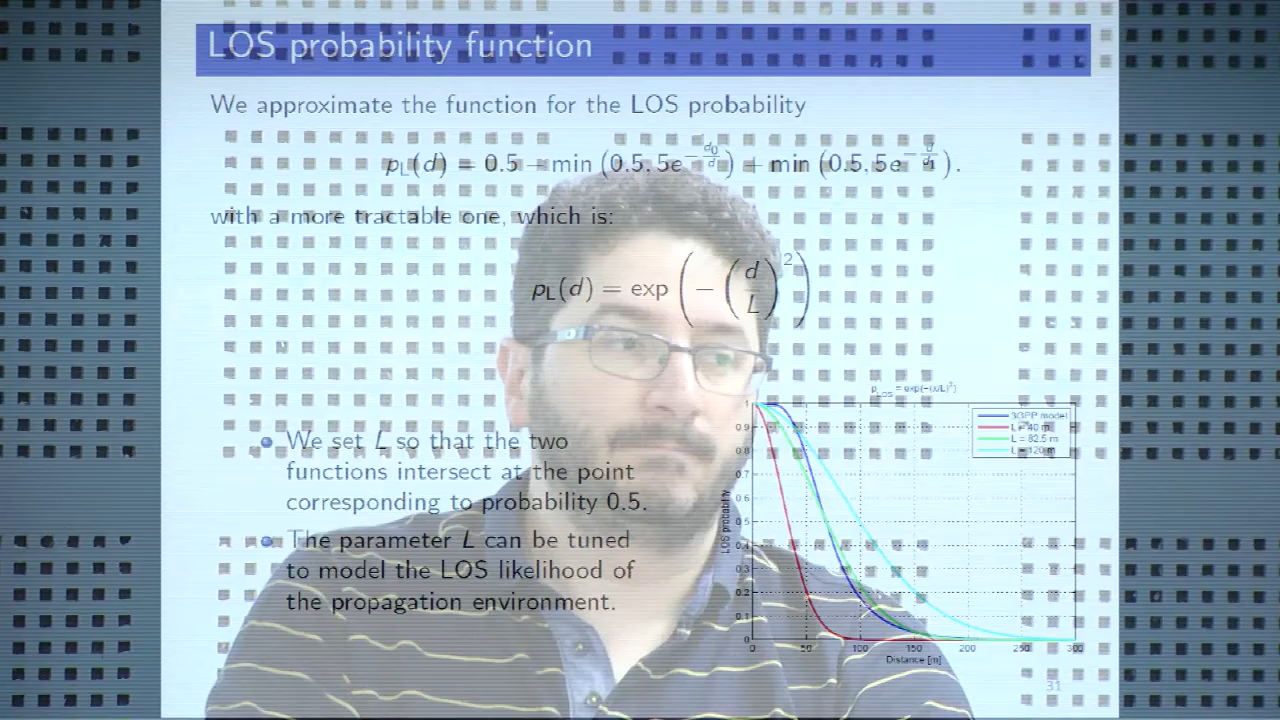 LOS probability function
We approximate the function for the LOS probability
p_L(d) = 0.5 − min (0.5, 5e^{−d_0/d}) + min (0.5, 5e^{−d/d_1}).
with a more tractable one, which is:
p_L(d) = exp (−(d/L)^2)
We set L so that the two
functions intersect at the point
corresponding to probability 0.5.
The parameter L can be tuned
to model the LOS likelihood of
the propagation environment.
p_LOS = exp(-(x/L)^2)
3GPP model
L = 40 m
L = 82.5 m
L = 120 m
LOS probability
1
0.9
0.8
0.7
0.6
0.5
0.4
0.3
0.2
0.1
0
0 50 100 150 200 250 300
Distance [m]
31